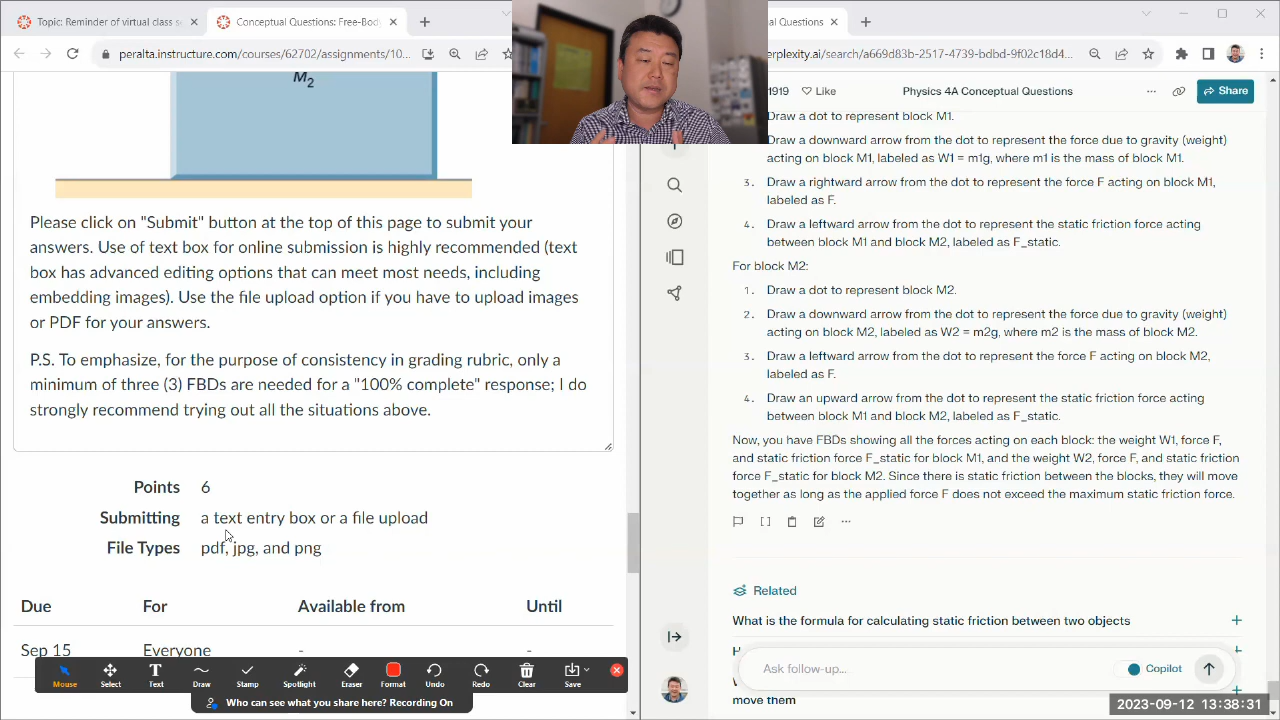 Topic: Reminder of virtual class s
Conceptual Questions: Free-Bod
Questions
peralta.instructure.com/courses/62702/assignments/10...
erplexity.ai/search/a669d83b-2517-4739-bdbd-9f02c18d4...
M2
Please click on "Submit" button at the top of this page to submit your
answers. Use of text box for online submission is highly recommended (text
box has advanced editing options that can meet most needs, including
embedding images). Use the file upload option if you have to upload images
or PDF for your answers.
P.S. To emphasize, for the purpose of consistency in grading rubric, only a
minimum of three (3) FBDs are needed for a "100% complete" response; I do
strongly recommend trying out all the situations above.
Points 6
Submitting a text entry box or a file upload
File Types pdf, jpg, and png
Due For Available from Until
Sep 15 Everyone - -
Mouse Select Text Draw Stamp Spotlight Eraser Format Undo Redo Clear Save
Who can see what you share here? Recording On
1919 Like Physics 4A Conceptual Questions ... Share
Draw a dot to represent block M1.
Draw a downward arrow from the dot to represent the force due to gravity (weight)
acting on block M1, labeled as W1 = m1g, where m1 is the mass of block M1.
3. Draw a rightward arrow from the dot to represent the force F acting on block M1,
labeled as F.
4. Draw a leftward arrow from the dot to represent the static friction force acting
between block M1 and block M2, labeled as F_static.
For block M2:
1. Draw a dot to represent block M2.
2. Draw a downward arrow from the dot to represent the force due to gravity (weight)
acting on block M2, labeled as W2 = m2g, where m2 is the mass of block M2.
3. Draw a leftward arrow from the dot to represent the force F acting on block M2,
labeled as F.
4. Draw an upward arrow from the dot to represent the static friction force acting
between block M1 and block M2, labeled as F_static.
Now, you have FBDs showing all the forces acting on each block: the weight W1, force F,
and static friction force F_static for block M1, and the weight W2, force F, and static friction
force F_static for block M2. Since there is static friction between the blocks, they will move
together as long as the applied force F does not exceed the maximum static friction force.
Related
What is the formula for calculating static friction between two objects
Ask follow-up... Copilot
move them
2023-09-12 13:38:31